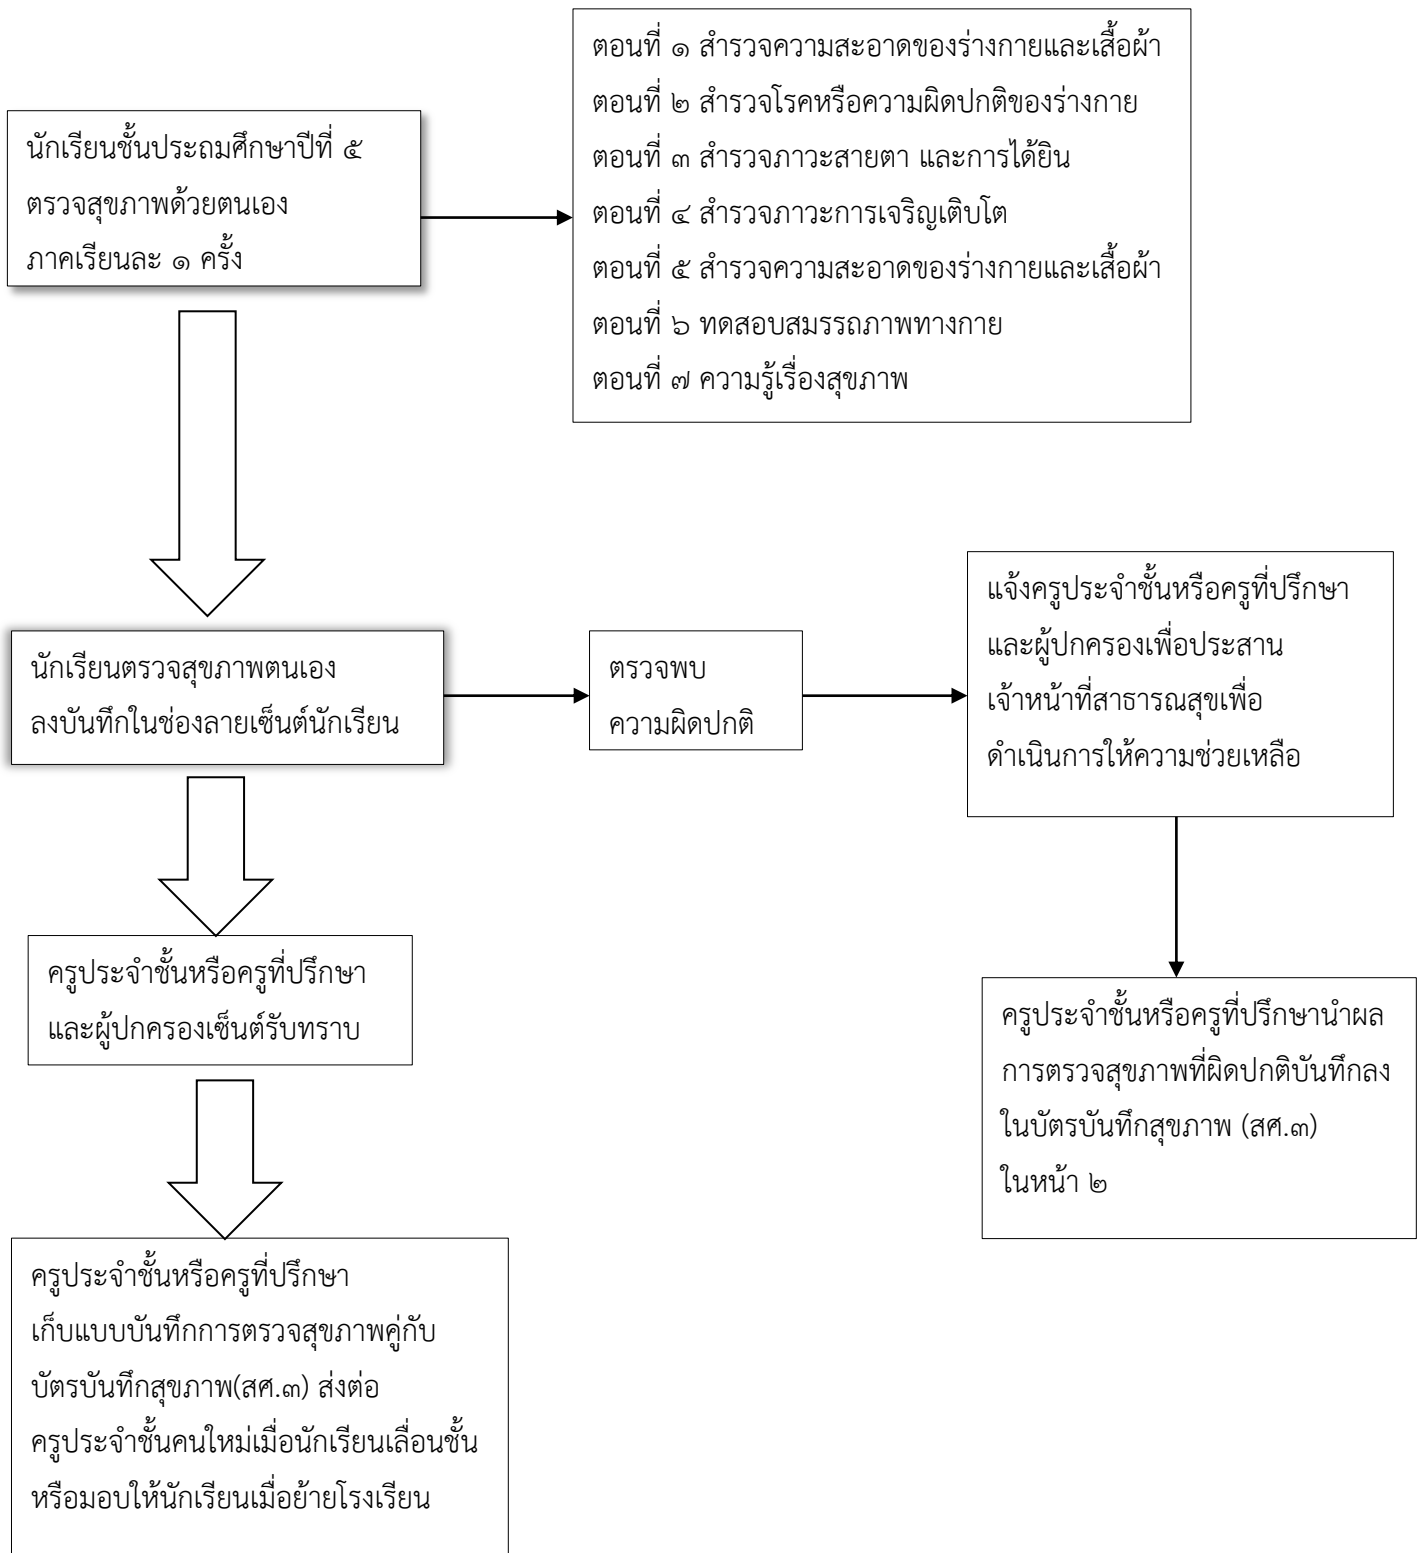 ตอนที่ ๑ สำรวจความสะอาดของร่างกายและเสื้อผ้า
ตอนที่ ๒ สำรวจโรคหรือความผิดปกติของร่างกาย
ตอนที่ ๓ สำรวจภาวะสายตา และการได้ยิน
ตอนที่ ๔ สำรวจภาวะการเจริญเติบโต
ตอนที่ ๕ สำรวจความสะอาดของร่างกายและเสื้อผ้า
ตอนที่ ๖ ทดสอบสมรรถภาพทางกาย
ตอนที่ ๗ ความรู้เรื่องสุขภาพ
นักเรียนชั้นประถมศึกษาปีที่ ๕
ตรวจสุขภาพด้วยตนเอง
ภาคเรียนละ ๑ ครั้ง
นักเรียนตรวจสุขภาพตนเอง
ลงบันทึกในช่องลายเซ็นต์นักเรียน
ตรวจพบ
ความผิดปกติ
แจ้งครูประจำชั้นหรือครูที่ปรึกษา
และผู้ปกครองเพื่อประสาน
เจ้าหน้าที่สาธารณสุขเพื่อ
ดำเนินการให้ความช่วยเหลือ
ครูประจำชั้นหรือครูที่ปรึกษา
และผู้ปกครองเซ็นต์รับทราบ
ครูประจำชั้นหรือครูที่ปรึกษานำผล
การตรวจสุขภาพที่ผิดปกติบันทึกลง
ในบัตรบันทึกสุขภาพ (สศ.๓)
ในหน้า ๒
ครูประจำชั้นหรือครูที่ปรึกษา
เก็บแบบบันทึกการตรวจสุขภาพคู่กับ
บัตรบันทึกสุขภาพ(สศ.๓) ส่งต่อ
ครูประจำชั้นคนใหม่เมื่อนักเรียนเลื่อนชั้น
หรือมอบให้นักเรียนเมื่อย้ายโรงเรียน